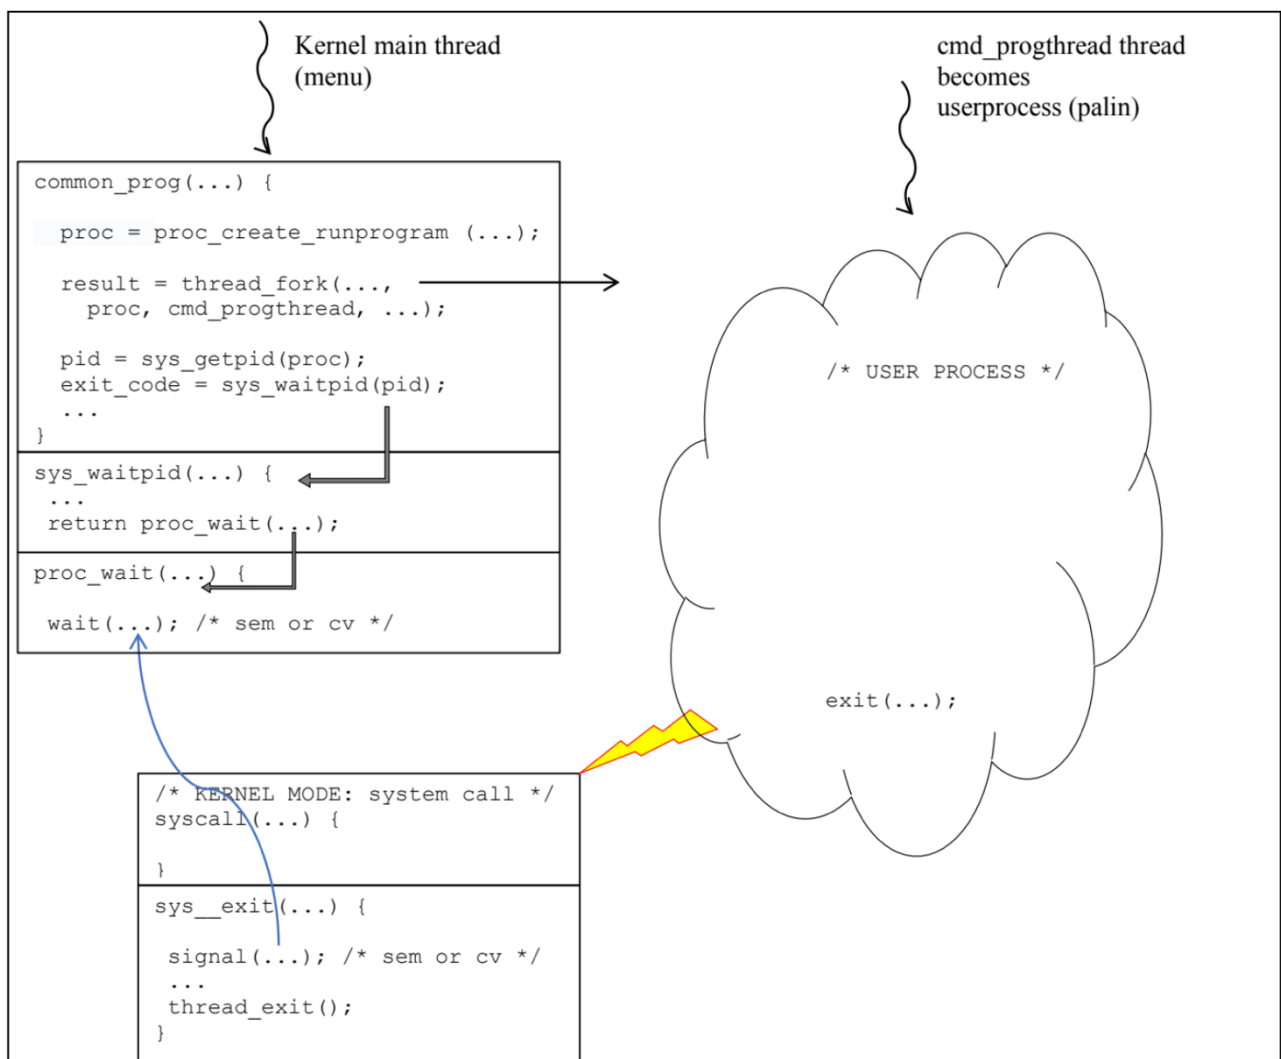 Kernel main thread
(menu)
cmd_progthread thread
becomes
userprocess (palin)
common_prog(...) {
proc = proc_create_runprogram (...);
result = thread_fork(...,
proc, cmd_progthread, ...);
pid = sys_getpid(proc);
exit_code = sys_waitpid(pid);
...
}
sys_waitpid(...) {
...
return proc_wait(...);
proc_wait(...) {
wait(...); /* sem or cv */
/* USER PROCESS */
exit(...);
/* KERNEL MODE: system call */
syscall(...) {
}
sys__exit(...) {
signal(...); /* sem or cv */
...
thread_exit();
}